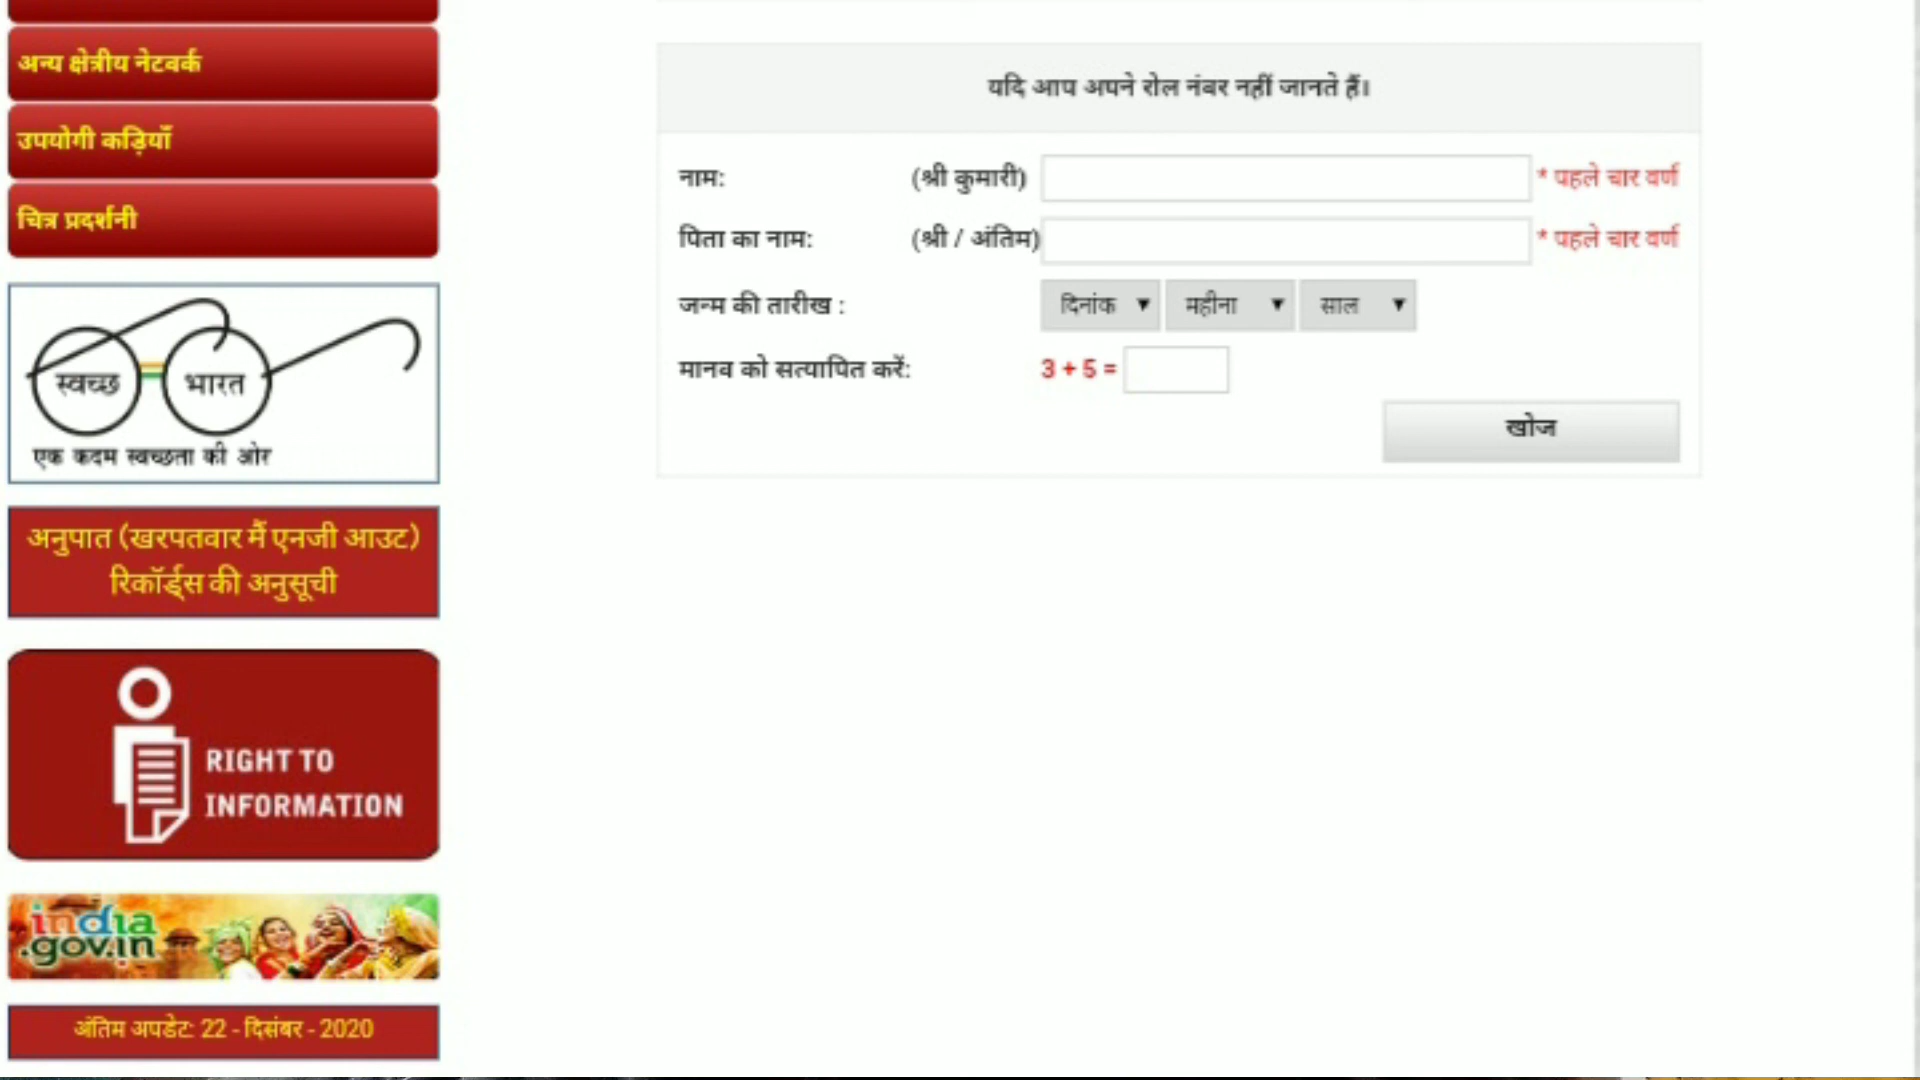 अन्य क्षेत्रीय नेटवर्क
उपयोगी कड़ियाँ
चित्र प्रदर्शनी
स्वच्छ भारत
एक कदम स्वच्छता की ओर
अनुपात (खरपतवार मैं एनजी आउट)
रिकॉर्ड्स की अनुसूची
RIGHT TO
INFORMATION
india
.gov.in
अंतिम अपडेट: 22 - दिसंबर - 2020
यदि आप अपने रोल नंबर नहीं जानते हैं।
नाम: (श्री कुमारी) * पहले चार वर्ण
पिता का नाम: (श्री / अंतिम) * पहले चार वर्ण
जन्म की तारीख : दिनांक ▼ महीना ▼ साल ▼
मानव को सत्यापित करें: 3 + 5 =
खोज